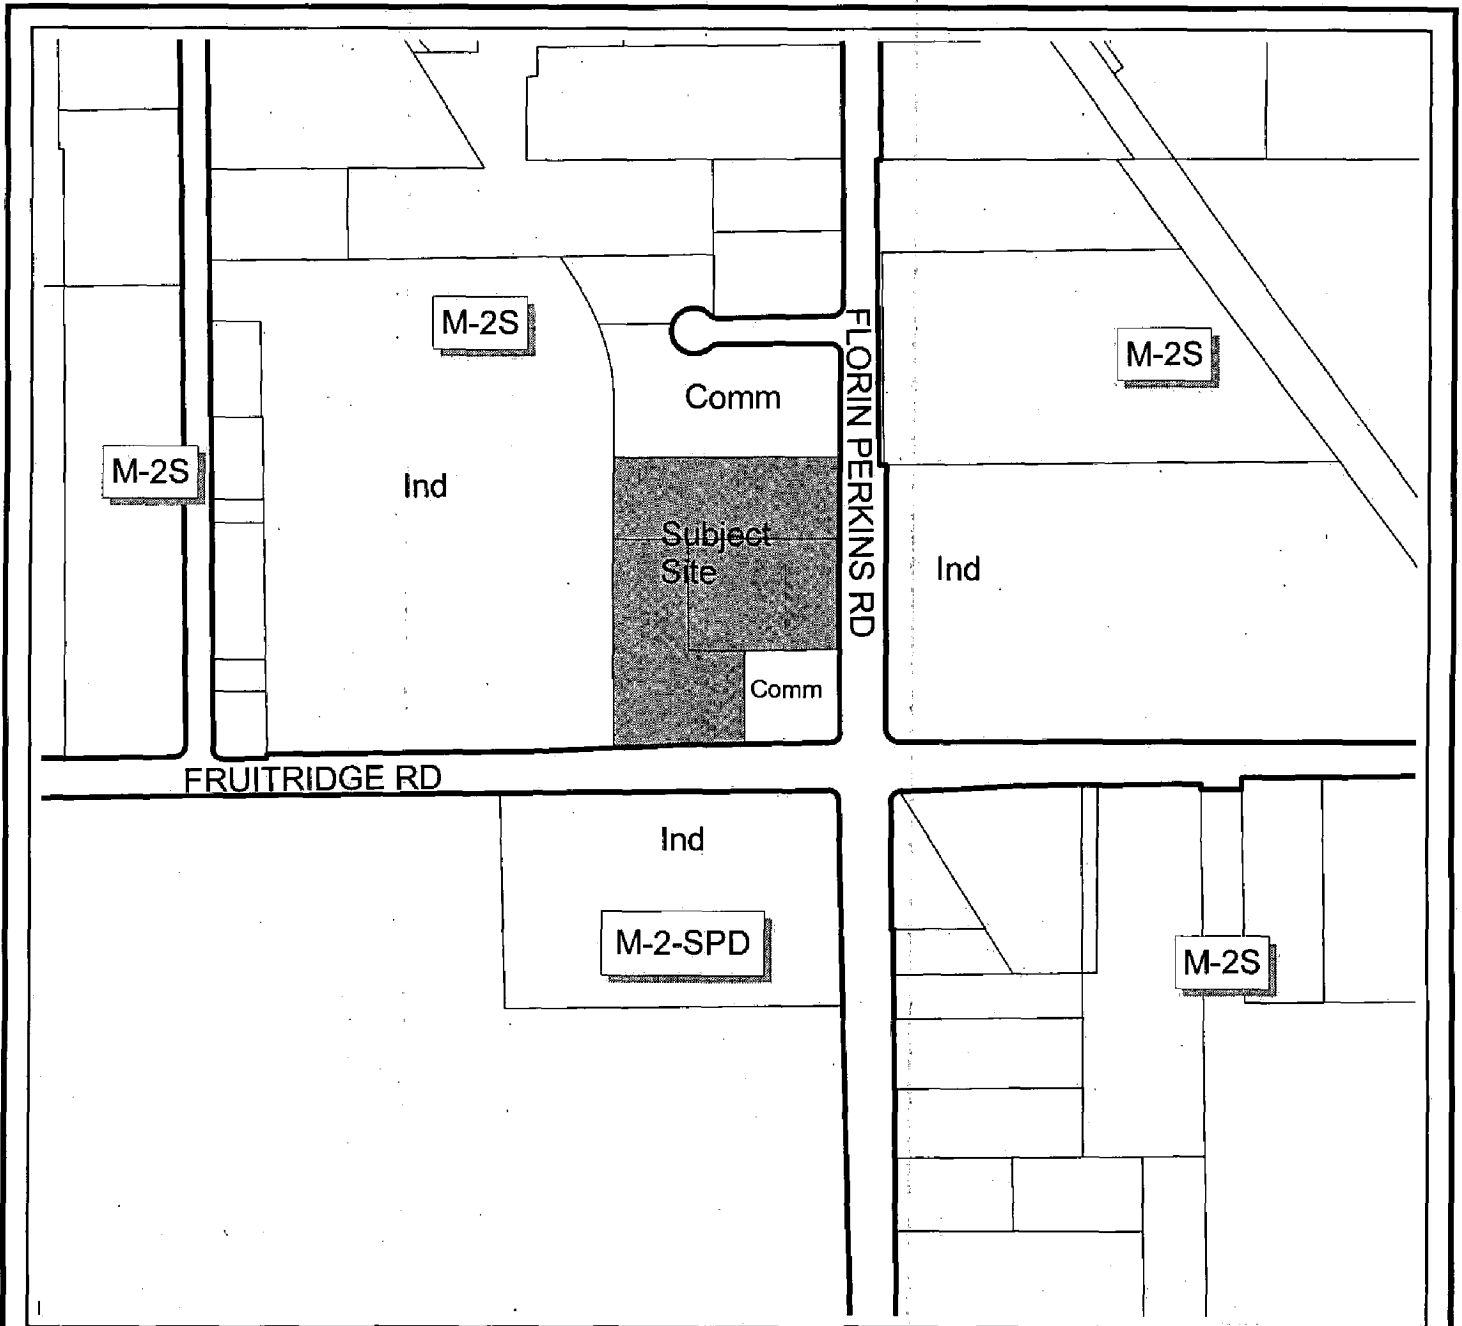 M-2S
M-2S
Comm
FLORIN PERKINS RD
M-2S
Ind
Subject
Site
Ind
Comm
FRUITRIDGE RD
Ind
M-2-SPD
M-2S